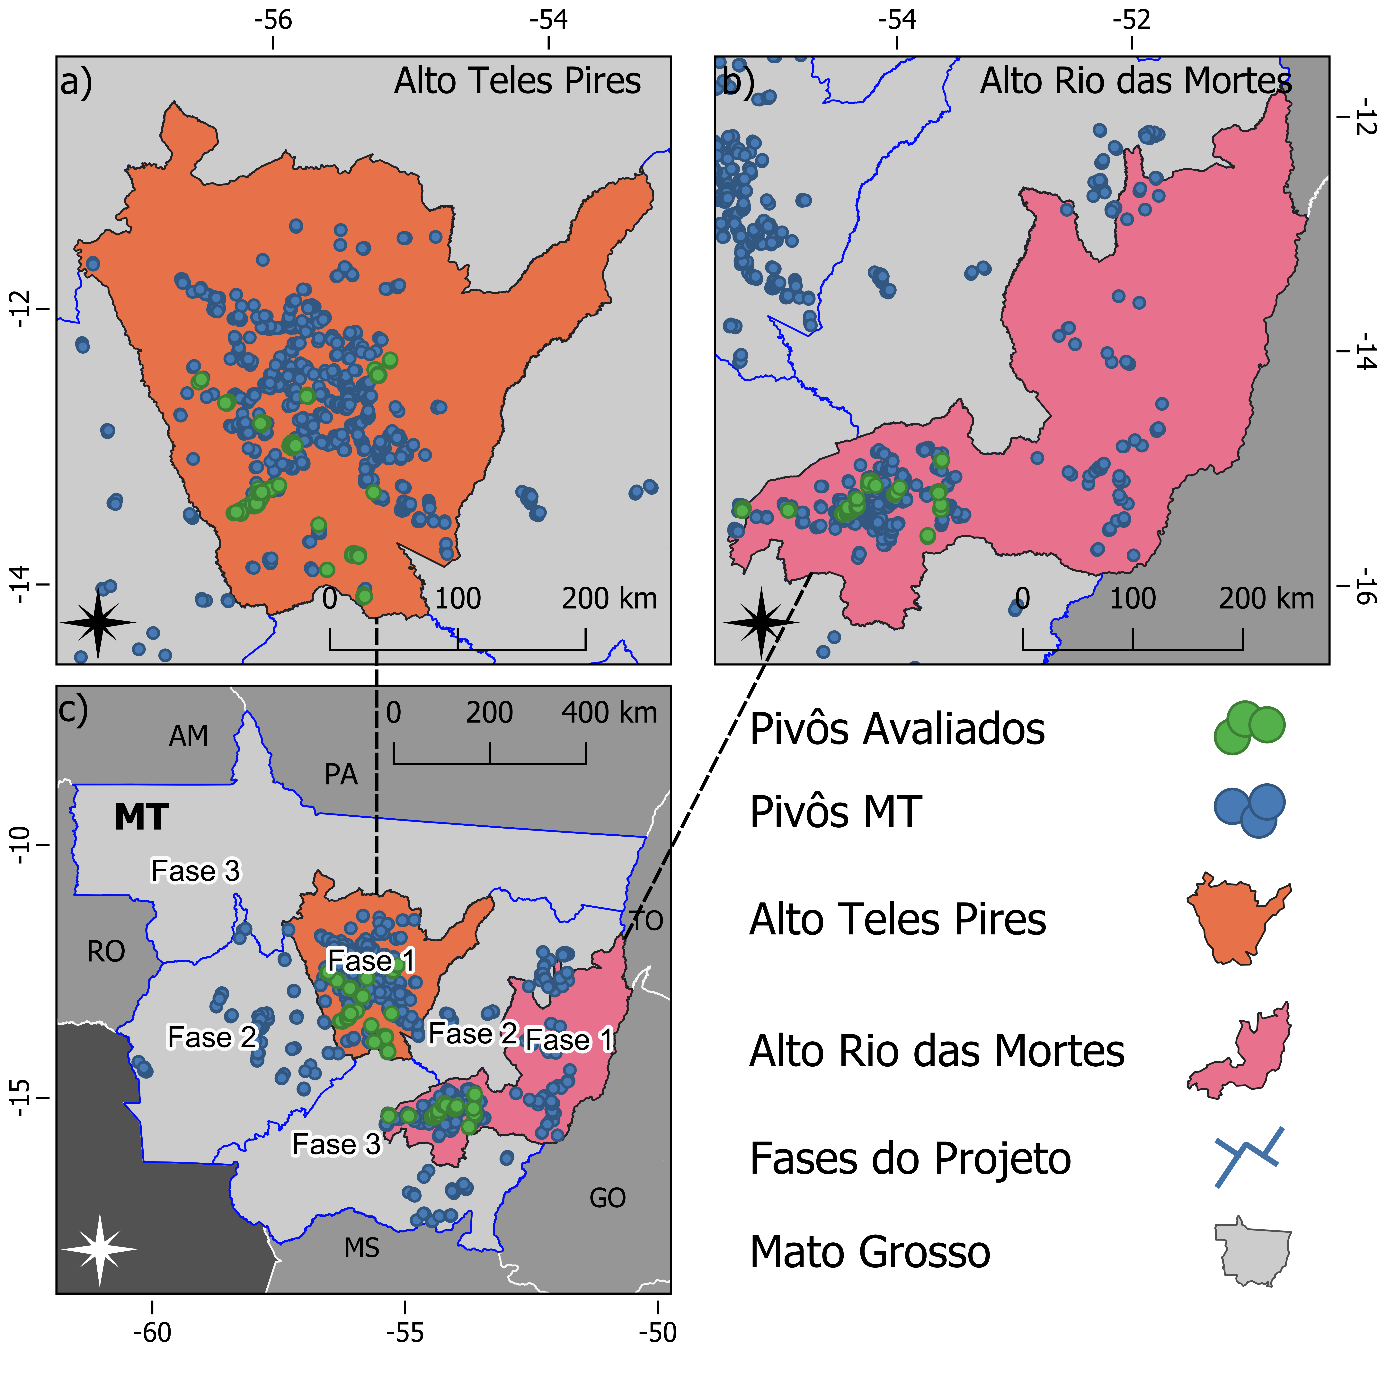 -56
-54
-54
-52
a)
Alto Teles Pires
b)
Alto Rio das Mortes
-12
-14
-12
-14
-16
0
100
200 km
0
100
200 km
c)
0
200
400 km
AM
PA
MT
Fase 3
RO
TO
Fase 1
Fase 2
Fase 2
Fase 1
Fase 3
GO
MS
-10
-15
-60
-55
-50
Pivôs Avaliados
Pivôs MT
Alto Teles Pires
Alto Rio das Mortes
Fases do Projeto
Mato Grosso